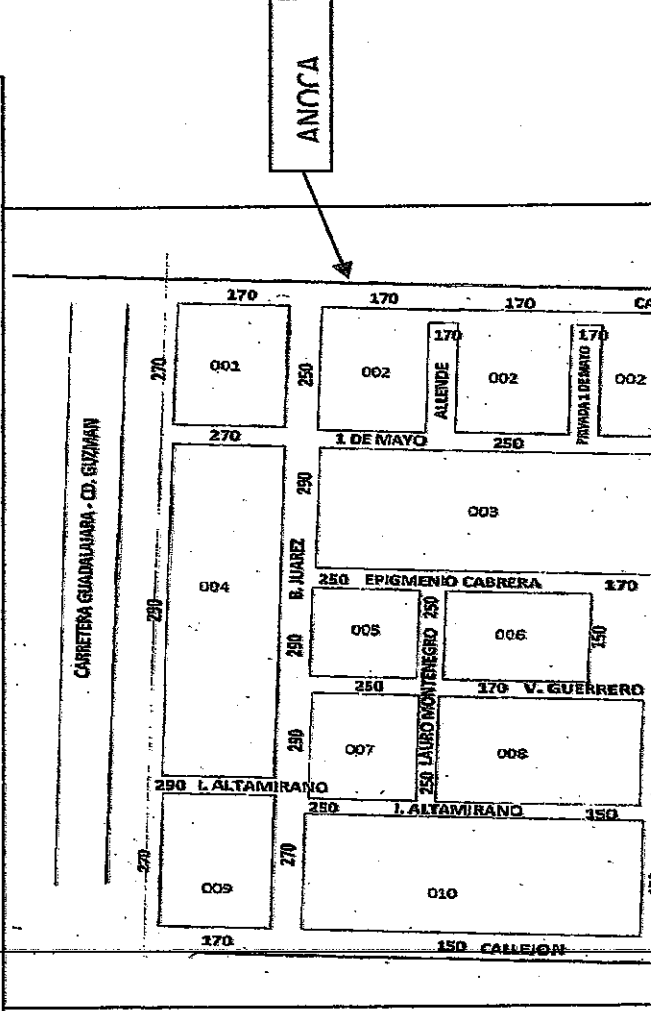 ANOCA
170
170
170
CA
270
001
250
002
170
ALLENDE
002
170
PRIVADA 1 DE MAYO
002
270
1 DE MAYO
250
CARRETERA GUADALAJARA - CD. GUZMAN
290
003
004
B. JUAREZ
250 EPIGMENIO CABRERA
170
290
290
005
250
LAURO MONTENEGRO
006
150
250
170 V. GUERRERO
290
007
250
008
290 I. ALTAMIRANO
250
I. ALTAMIRANO
150
270
009
270
010
170
150 CALLEJON